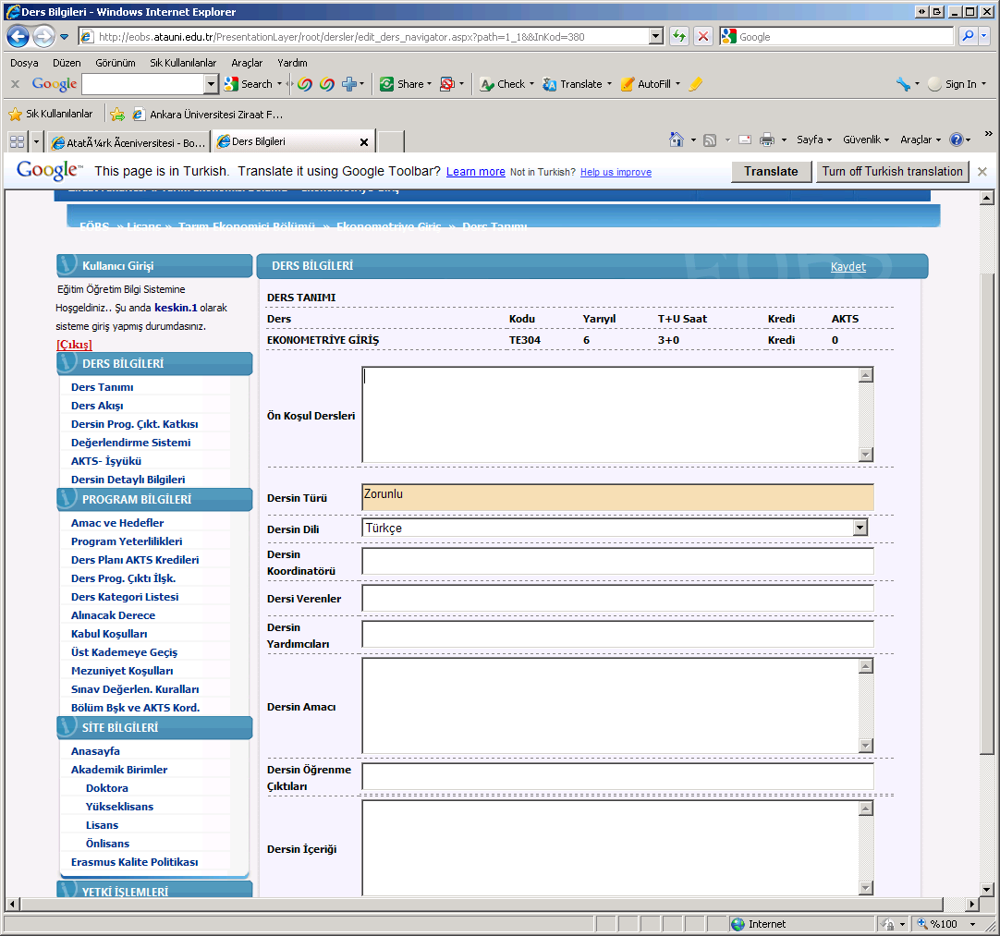 Ders Bilgileri - Windows Internet Explorer
http://eobs.atauni.edu.tr/PresentationLayer/root/dersler/edit_ders_navigator.aspx?path=1_1&&InKod=380
Google
Dosya Düzen Görünüm Sık Kullanılanlar Araçlar Yardım
x Google Search Share Check Translate AutoFill Sign In
Sık Kullanılanlar Ankara Üniversitesi Ziraat F...
AtatÃ¼rk Ãœniversitesi - Bo... Ders Bilgileri X Sayfa Güvenlik Araçlar »
Google™ This page is in Turkish. Translate it using Google Toolbar? Learn more Not in Turkish? Help us improve Translate Turn off Turkish translation
EÖBS » Lisans » Tarım Ekonomisi Bölümü » Ekonometriye Giriş » Ders Tanımı
Kullanıcı Girişi
Eğitim Öğretim Bilgi Sistemine
Hoşgeldiniz.. Şu anda keskin.1 olarak
sisteme giriş yapmış durumdasınız.
[Çıkış]
DERS BİLGİLERİ
Ders Tanımı
Ders Akışı
Dersin Prog. Çıkt. Katkısı
Değerlendirme Sistemi
AKTS- İşyükü
Dersin Detaylı Bilgileri
PROGRAM BİLGİLERİ
Amac ve Hedefler
Program Yeterlilikleri
Ders Planı AKTS Kredileri
Ders Prog. Çıktı İlşk.
Ders Kategori Listesi
Alınacak Derece
Kabul Koşulları
Üst Kademeye Geçiş
Mezuniyet Koşulları
Sınav Değerlen. Kuralları
Bölüm Bşk ve AKTS Kord.
SİTE BİLGİLERİ
Anasayfa
Akademik Birimler
Doktora
Yükseklisans
Lisans
Önlisans
Erasmus Kalite Politikası
YETKİ İŞLEMLERİ
DERS BİLGİLERİ EOBS Kaydet
DERS TANIMI
Ders Kodu Yarıyıl T+U Saat Kredi AKTS
EKONOMETRİYE GİRİŞ TE304 6 3+0 Kredi 0
Ön Koşul Dersleri
Dersin Türü Zorunlu
Dersin Dili Türkçe
Dersin
Koordinatörü
Dersi Verenler
Dersin
Yardımcıları
Dersin Amacı
Dersin Öğrenme
Çıktıları
Dersin İçeriği
Internet %100